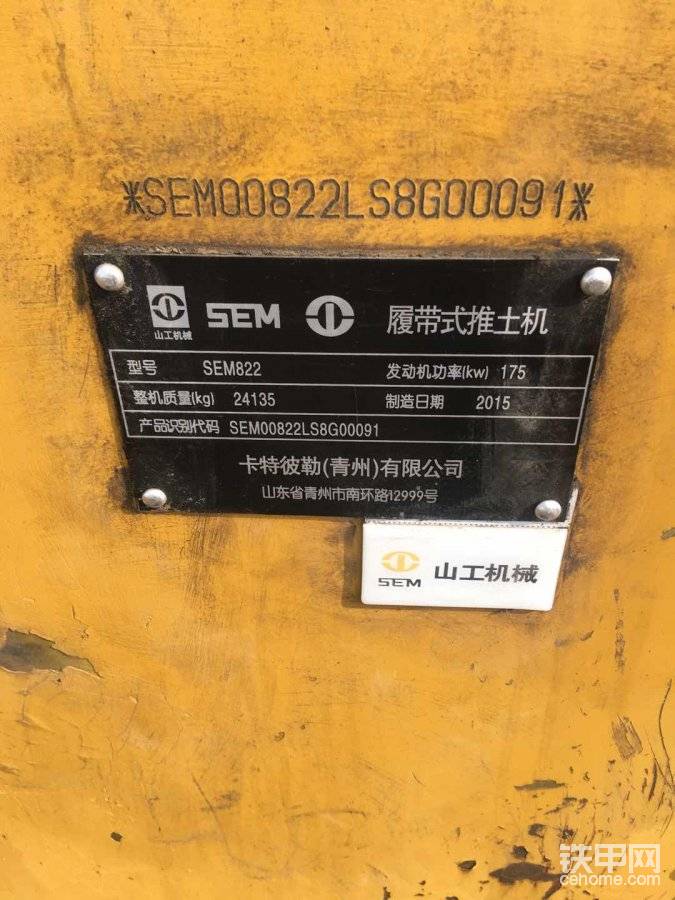 *SEM00822LS8G00091*
山工机械 SEM 履带式推土机
型号 SEM822 发动机功率(kw) 175
整机质量(kg) 24135 制造日期 2015
产品识别代码 SEM00822LS8G00091
卡特彼勒(青州)有限公司
山东省青州市南环路12999号
SEM 山工机械
铁甲网
cehome.com